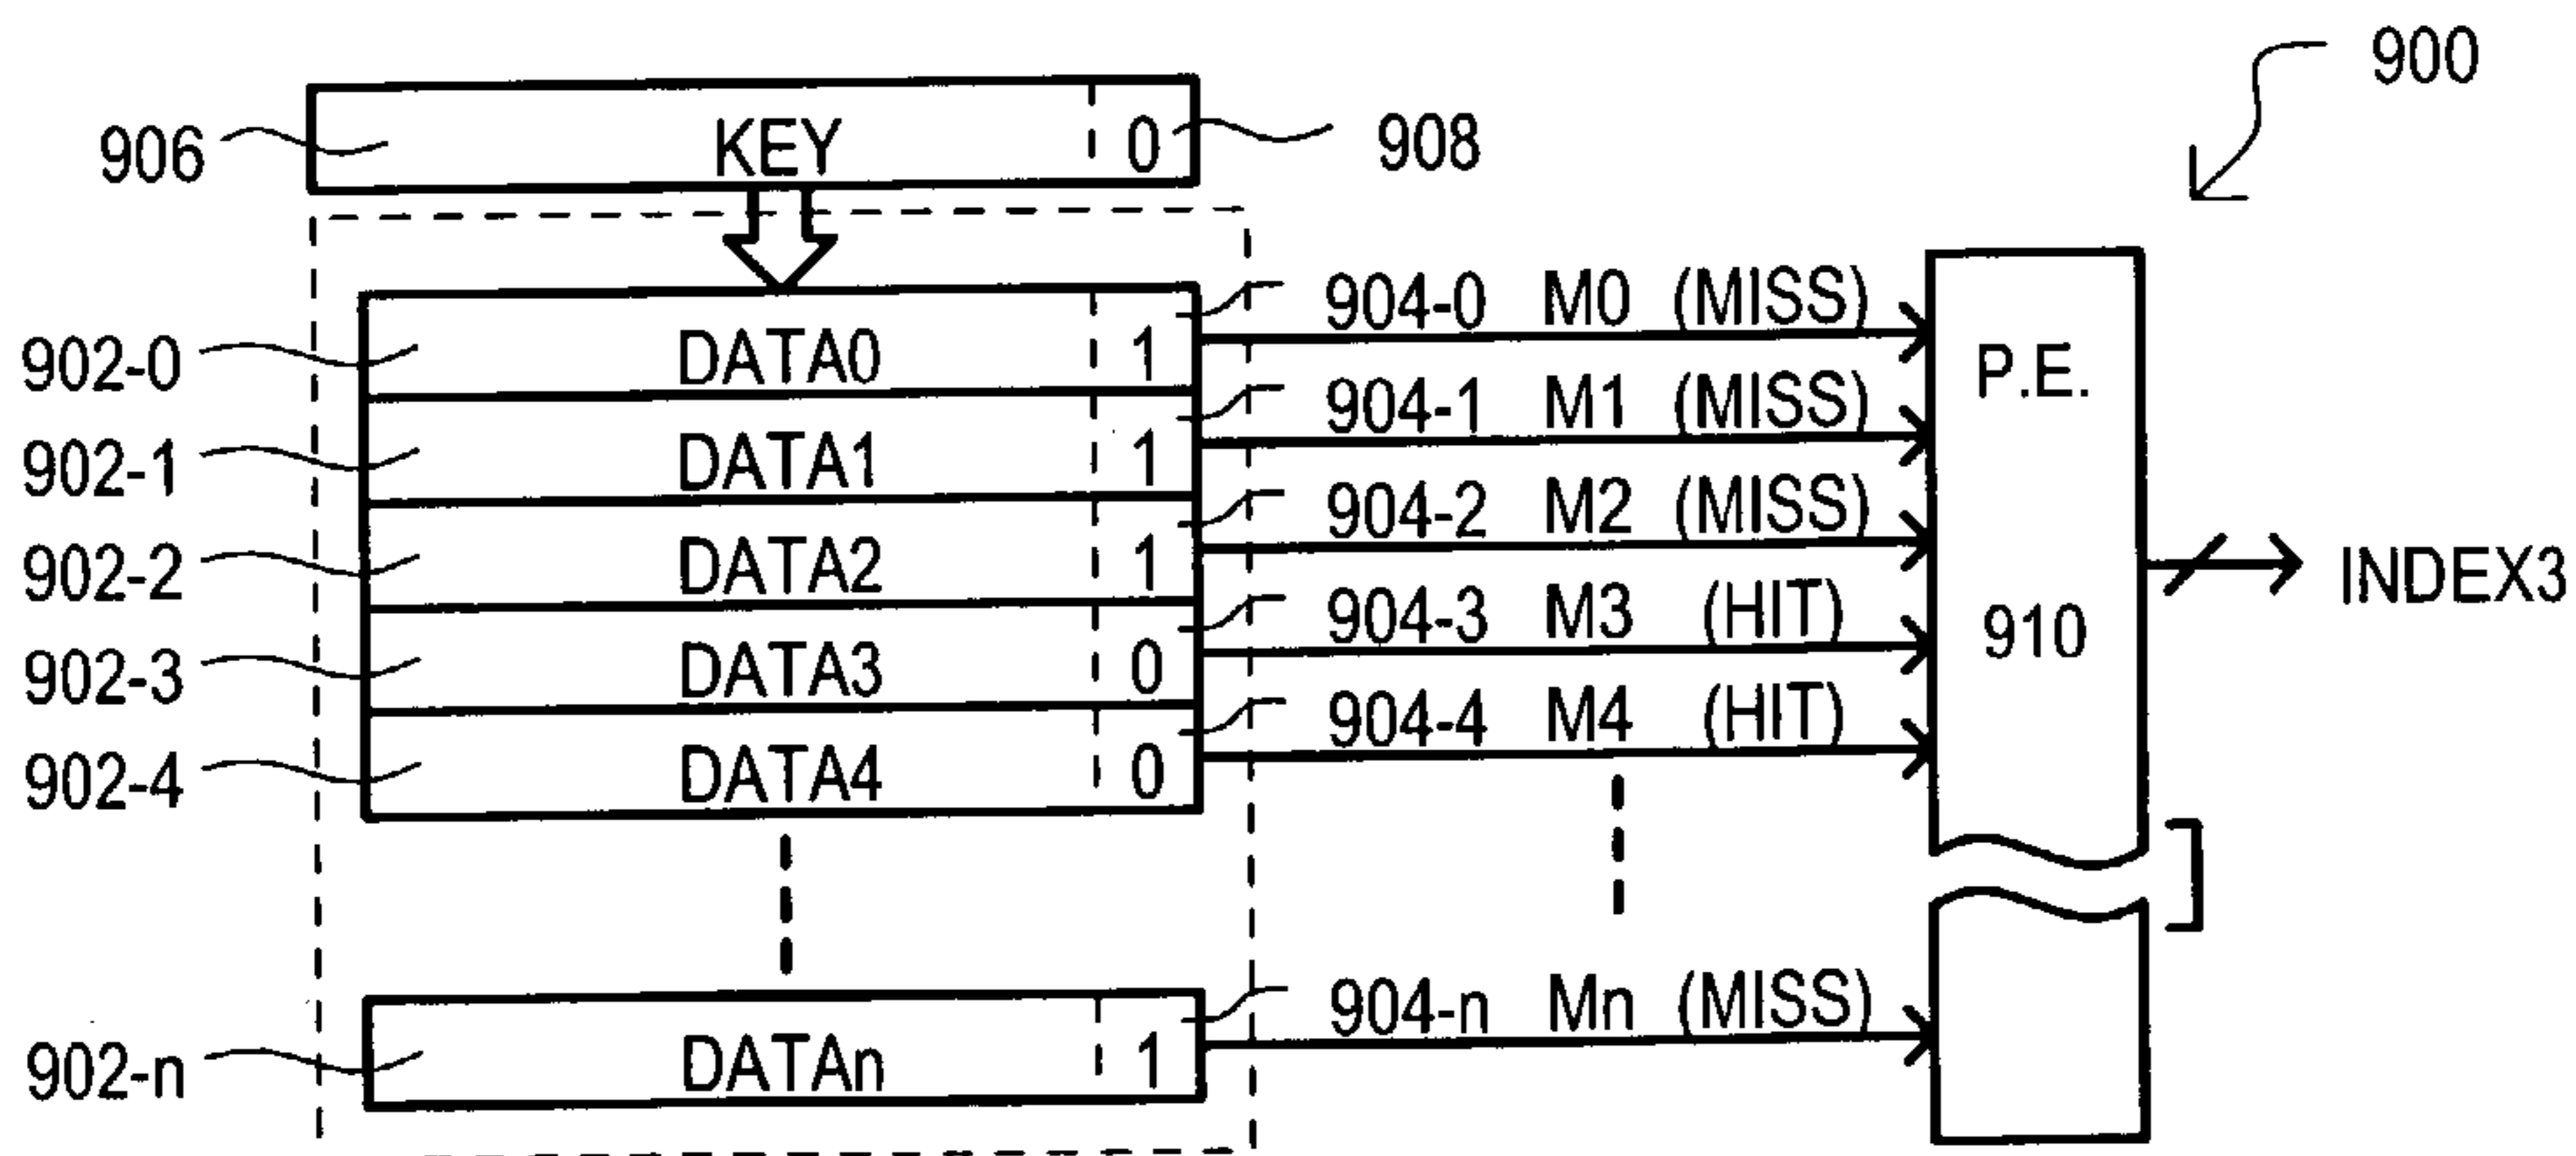 900
906 KEY 0 908
902-0 DATA0 1 904-0 M0 (MISS)
P.E.
902-1 DATA1 1 904-1 M1 (MISS)
902-2 DATA2 1 904-2 M2 (MISS)
INDEX3
902-3 DATA3 0 904-3 M3 (HIT)
910
902-4 DATA4 0 904-4 M4 (HIT)
902-n DATAn 1 904-n Mn (MISS)